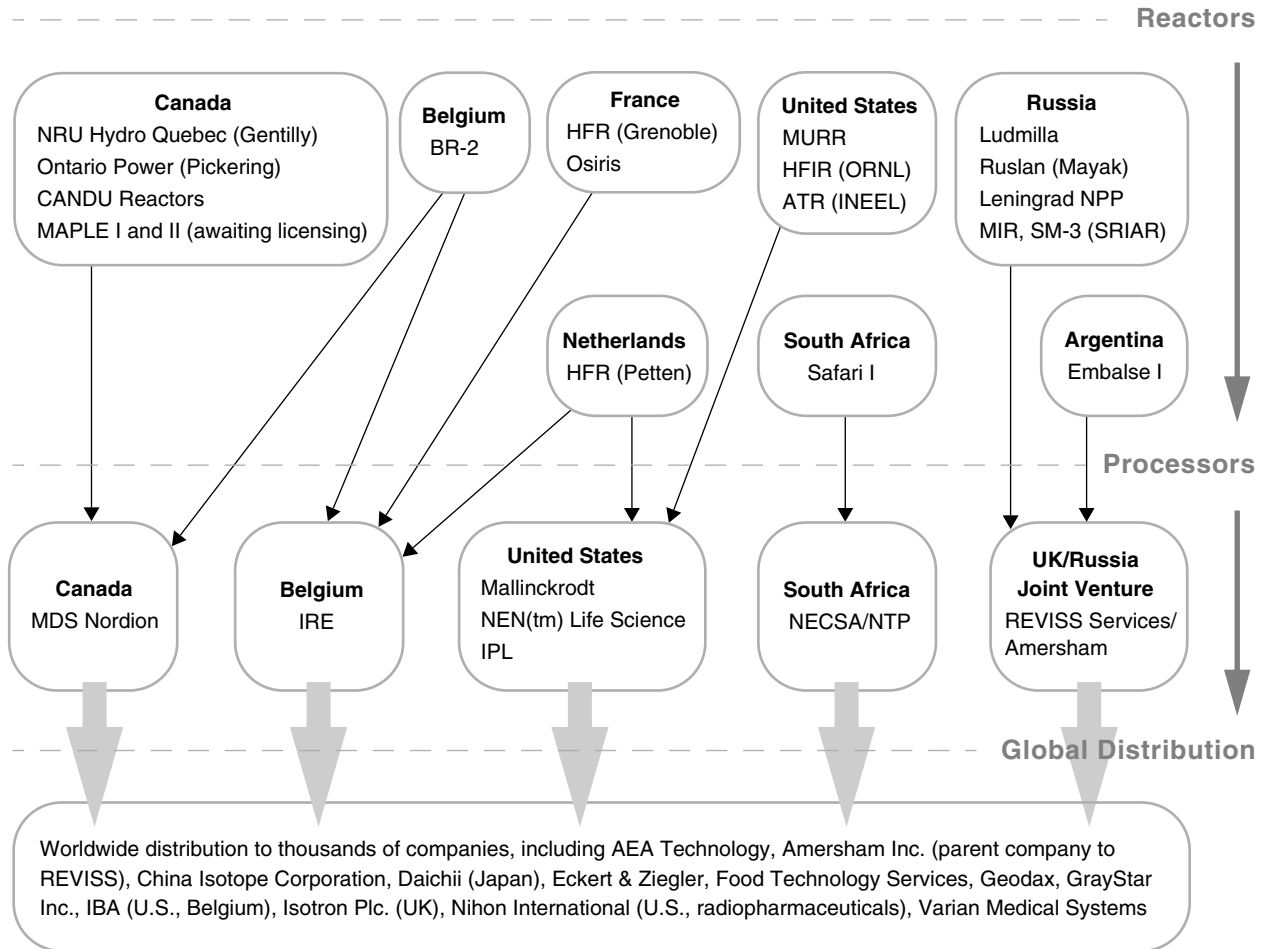 Reactors
Canada
NRU Hydro Quebec (Gentilly)
Ontario Power (Pickering)
CANDU Reactors
MAPLE I and II (awaiting licensing)
Belgium
BR-2
France
HFR (Grenoble)
Osiris
United States
MURR
HFIR (ORNL)
ATR (INEEL)
Russia
Ludmilla
Ruslan (Mayak)
Leningrad NPP
MIR, SM-3 (SRIAR)
Netherlands
HFR (Petten)
South Africa
Safari I
Argentina
Embalse I
Processors
Canada
MDS Nordion
Belgium
IRE
United States
Mallinckrodt
NEN(tm) Life Science
IPL
South Africa
NECSA/NTP
UK/Russia
Joint Venture
REVISS Services/
Amersham
Global Distribution
Worldwide distribution to thousands of companies, including AEA Technology, Amersham Inc. (parent company to
REVISS), China Isotope Corporation, Daichii (Japan), Eckert & Ziegler, Food Technology Services, Geodax, GrayStar
Inc., IBA (U.S., Belgium), Isotron Plc. (UK), Nihon International (U.S., radiopharmaceuticals), Varian Medical Systems